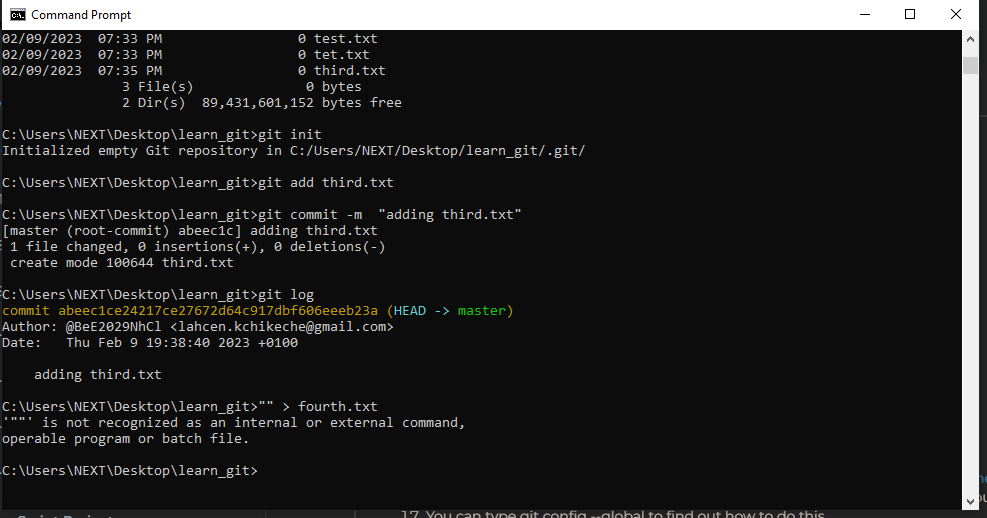 Command Prompt
02/09/2023  07:33 PM                 0 test.txt
02/09/2023  07:33 PM                 0 tet.txt
02/09/2023  07:35 PM                 0 third.txt
               3 File(s)              0 bytes
               2 Dir(s)  89,431,601,152 bytes free
C:\Users\NEXT\Desktop\learn_git>git init
Initialized empty Git repository in C:/Users/NEXT/Desktop/learn_git/.git/
C:\Users\NEXT\Desktop\learn_git>git add third.txt
C:\Users\NEXT\Desktop\learn_git>git commit -m  "adding third.txt"
[master (root-commit) abeec1c] adding third.txt
 1 file changed, 0 insertions(+), 0 deletions(-)
 create mode 100644 third.txt
C:\Users\NEXT\Desktop\learn_git>git log
commit abeec1ce24217ce27672d64c917dbf606eeeb23a (HEAD -> master)
Author: @BeE2029NhCl <lahcen.kchikeche@gmail.com>
Date:   Thu Feb 9 19:38:40 2023 +0100
    adding third.txt
C:\Users\NEXT\Desktop\learn_git>"" > fourth.txt
'""' is not recognized as an internal or external command,
operable program or batch file.
C:\Users\NEXT\Desktop\learn_git>
17. You can type git config --global to find out how to do this